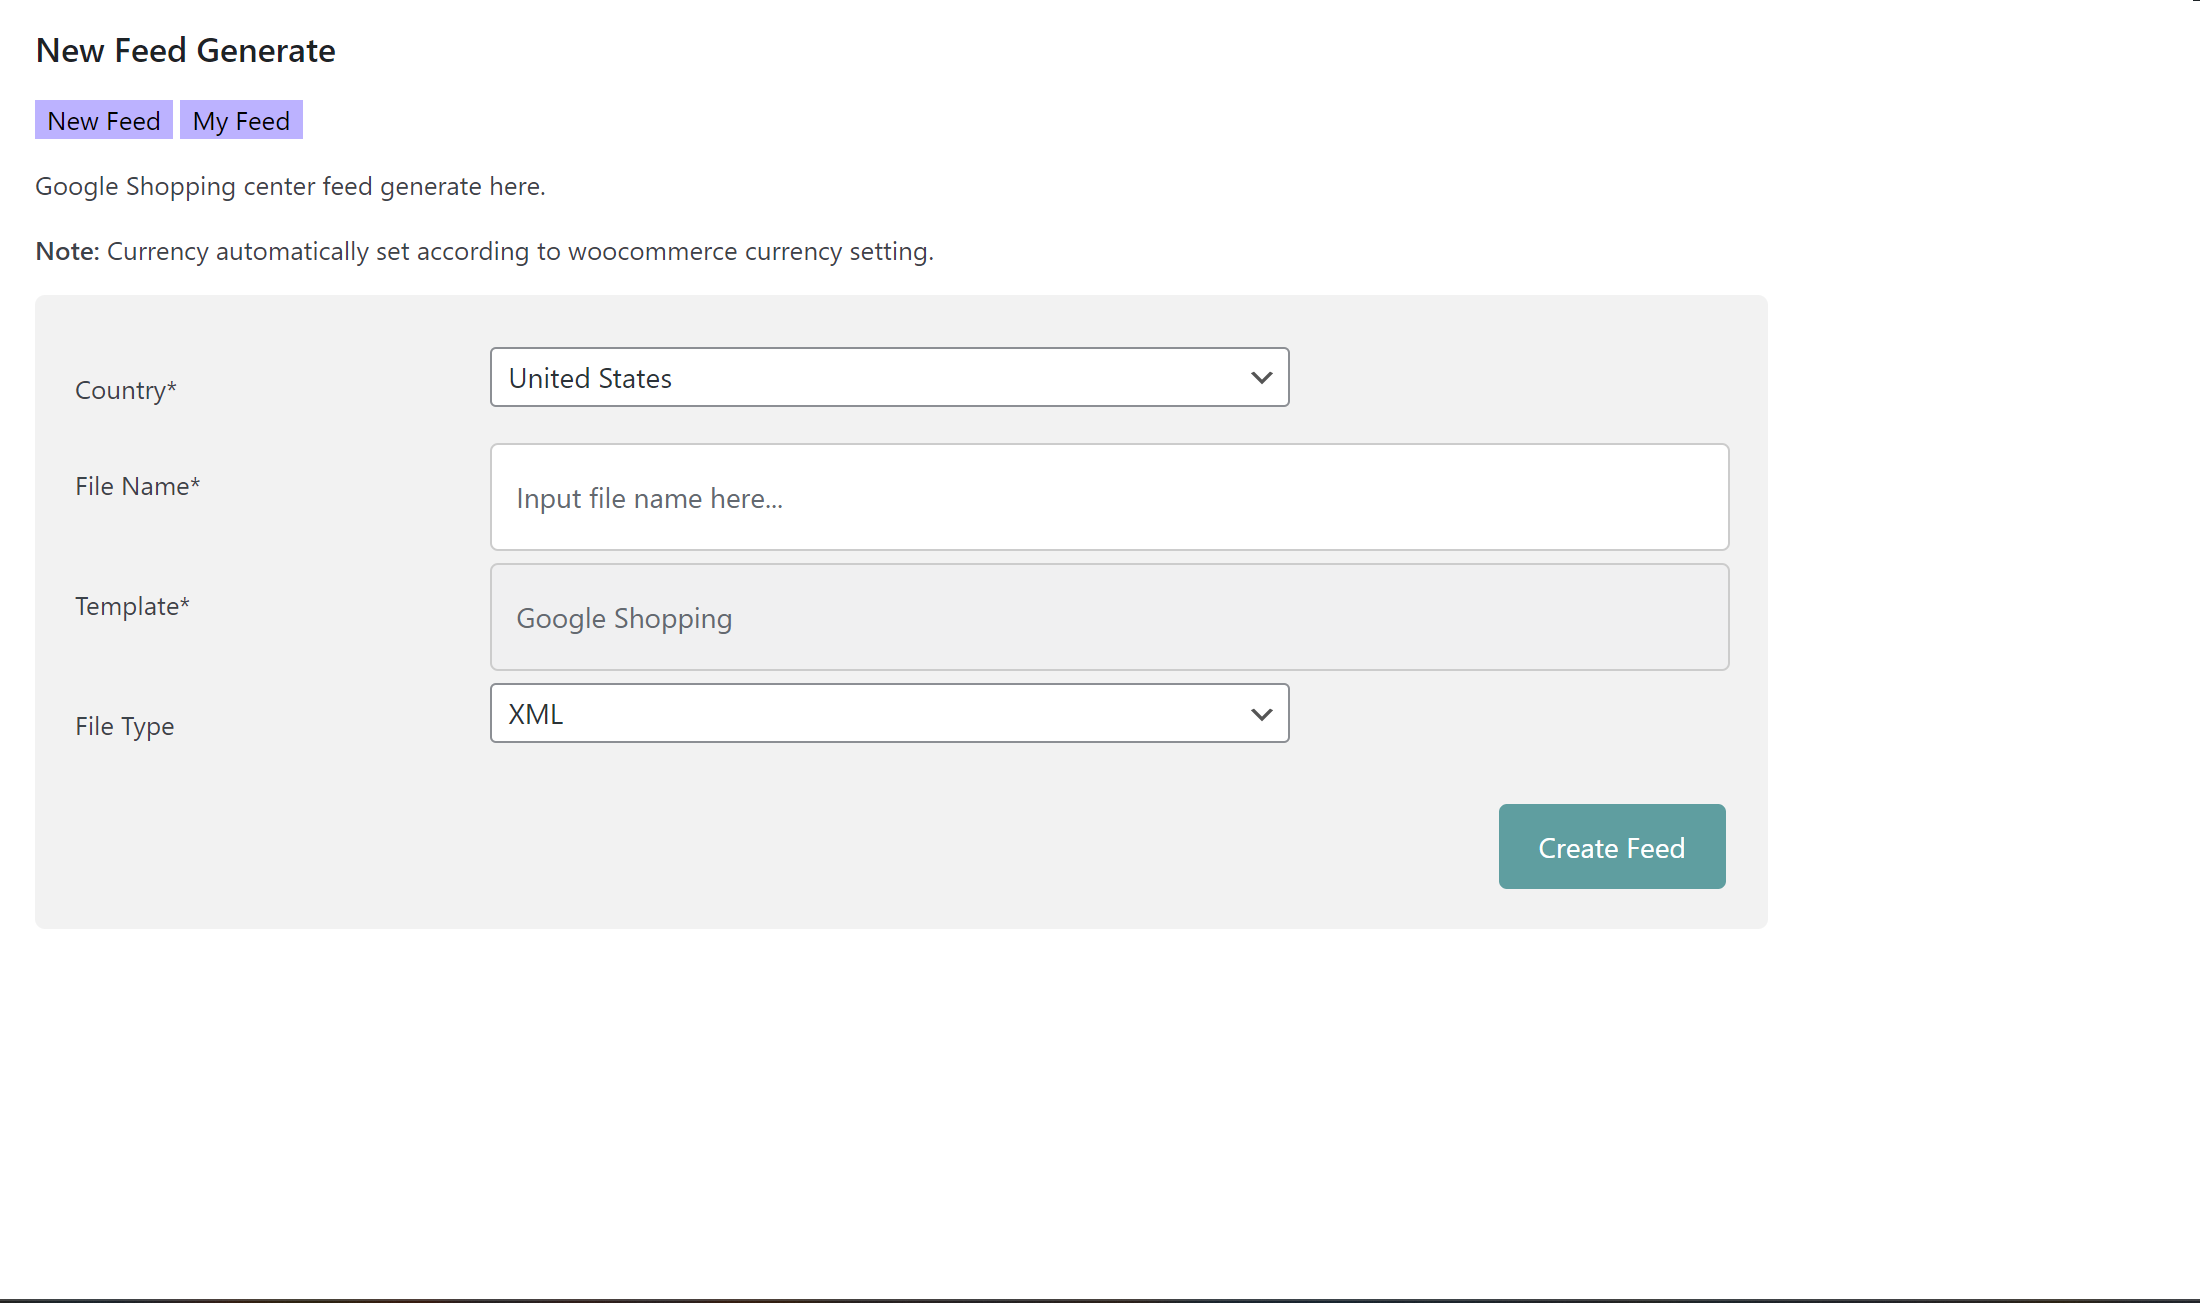 New Feed Generate
New Feed My Feed
Google Shopping center feed generate here.
Note: Currency automatically set according to woocommerce currency setting.
Country* United States
File Name* Input file name here...
Template* Google Shopping
File Type XML
Create Feed